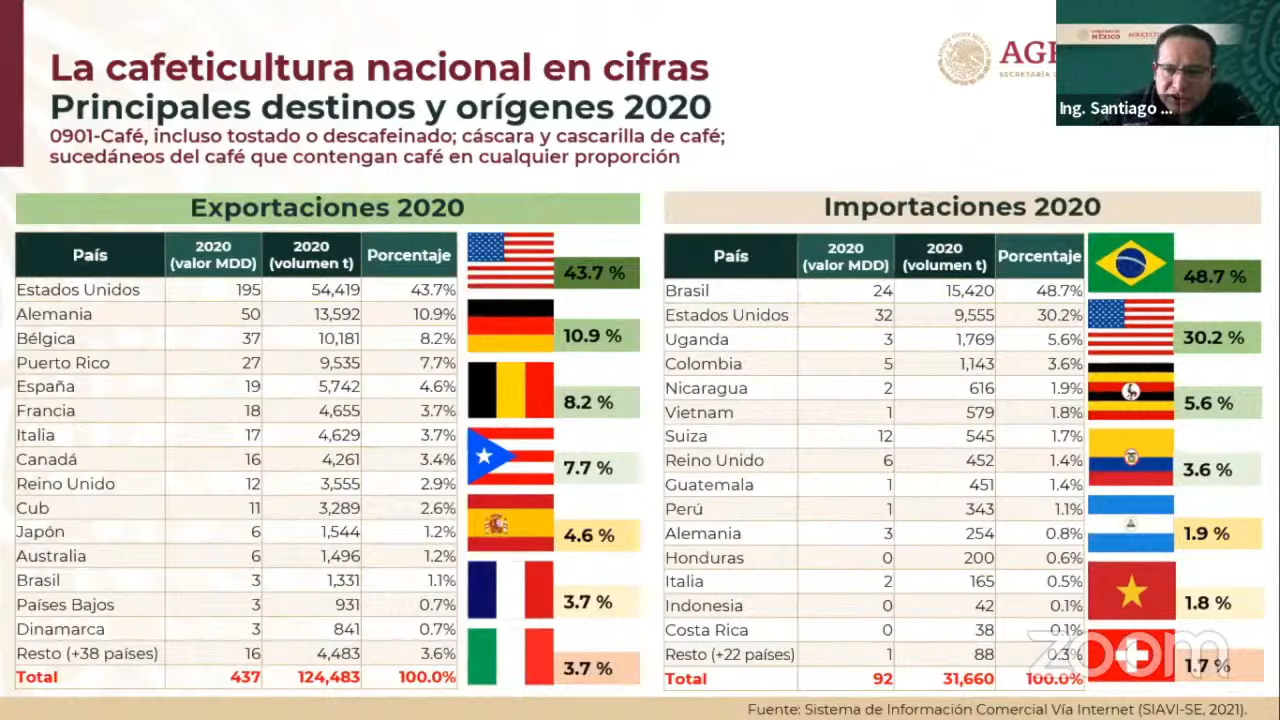 La cafeticultura nacional en cifras
Principales destinos y orígenes 2020
0901-Café, incluso tostado o descafeinado; cáscara y cascarilla de café;
sucedáneos del café que contengan café en cualquier proporción
GOBIERNO DE
MÉXICO
Ing. Santiago ...
Exportaciones 2020
País 2020 (valor MDD) 2020 (volumen t) Porcentaje
Estados Unidos 195 54,419 43.7%
Alemania 50 13,592 10.9%
Bélgica 37 10,181 8.2%
Puerto Rico 27 9,535 7.7%
España 19 5,742 4.6%
Francia 18 4,655 3.7%
Italia 17 4,629 3.7%
Canadá 16 4,261 3.4%
Reino Unido 12 3,555 2.9%
Cub 11 3,289 2.6%
Japón 6 1,544 1.2%
Australia 6 1,496 1.2%
Brasil 3 1,331 1.1%
Países Bajos 3 931 0.7%
Dinamarca 3 841 0.7%
Resto (+38 países) 16 4,483 3.6%
Total 437 124,483 100.0%
43.7 %
10.9 %
8.2 %
7.7 %
4.6 %
3.7 %
3.7 %
Importaciones 2020
País 2020 (valor MDD) 2020 (volumen t) Porcentaje
Brasil 24 15,420 48.7%
Estados Unidos 32 9,555 30.2%
Uganda 3 1,769 5.6%
Colombia 5 1,143 3.6%
Nicaragua 2 616 1.9%
Vietnam 1 579 1.8%
Suiza 12 545 1.7%
Reino Unido 6 452 1.4%
Guatemala 1 451 1.4%
Perú 1 343 1.1%
Alemania 3 254 0.8%
Honduras 0 200 0.6%
Italia 2 165 0.5%
Indonesia 0 42 0.1%
Costa Rica 0 38 0.1%
Resto (+22 países) 1 88 0.3%
Total 92 31,660 100.0%
48.7 %
30.2 %
5.6 %
3.6 %
1.9 %
1.8 %
1.7 %
zoom
Fuente: Sistema de Información Comercial Vía Internet (SIAVI-SE, 2021).